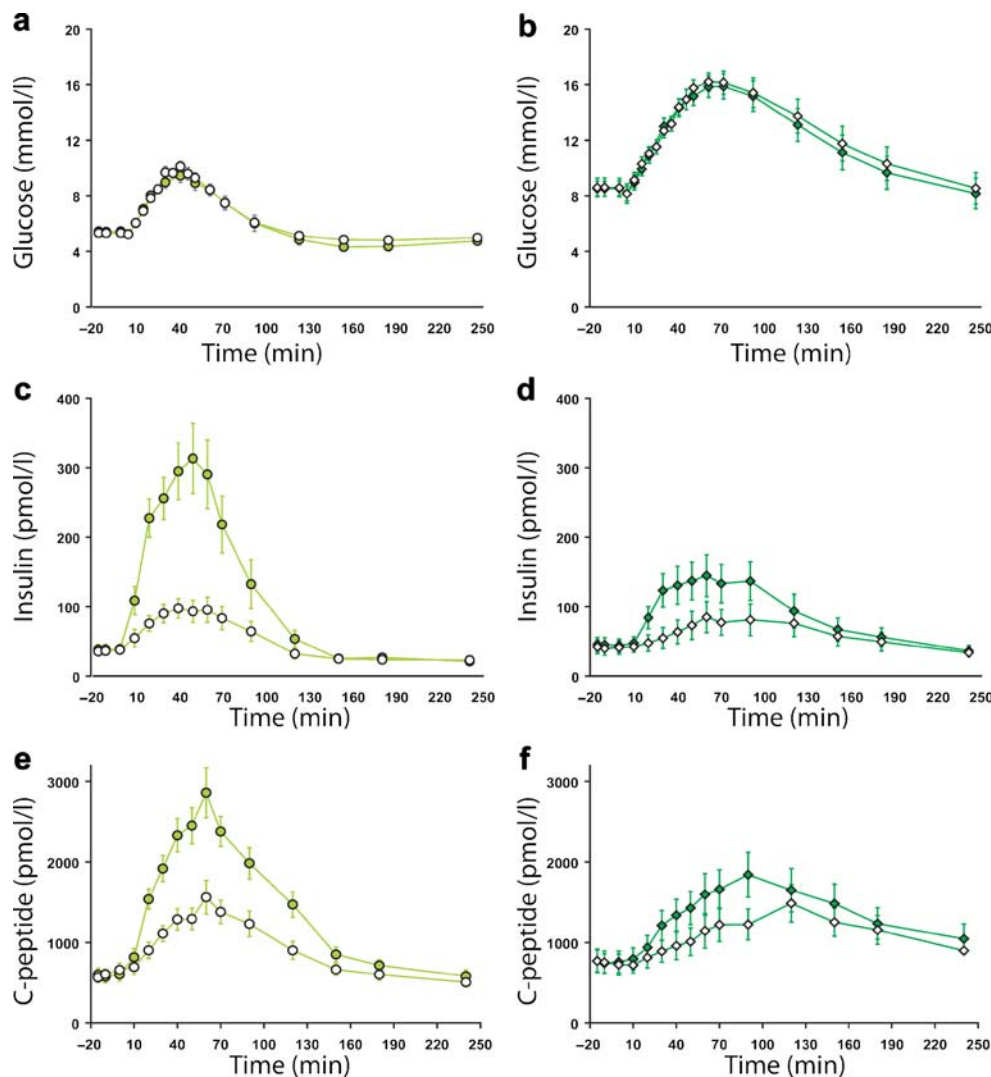 a
20
16
12
8
4
0
Glucose (mmol/l)
–20 10 40 70 100 130 160 190 220 250
Time (min)
b
20
16
12
8
4
0
Glucose (mmol/l)
–20 10 40 70 100 130 160 190 220 250
Time (min)
c
400
300
200
100
0
Insulin (pmol/l)
–20 10 40 70 100 130 160 190 220 250
Time (min)
d
400
300
200
100
0
Insulin (pmol/l)
–20 10 40 70 100 130 160 190 220 250
Time (min)
e
3000
2000
1000
0
C-peptide (pmol/l)
–20 10 40 70 100 130 160 190 220 250
Time (min)
f
3000
2000
1000
0
C-peptide (pmol/l)
–20 10 40 70 100 130 160 190 220 250
Time (min)